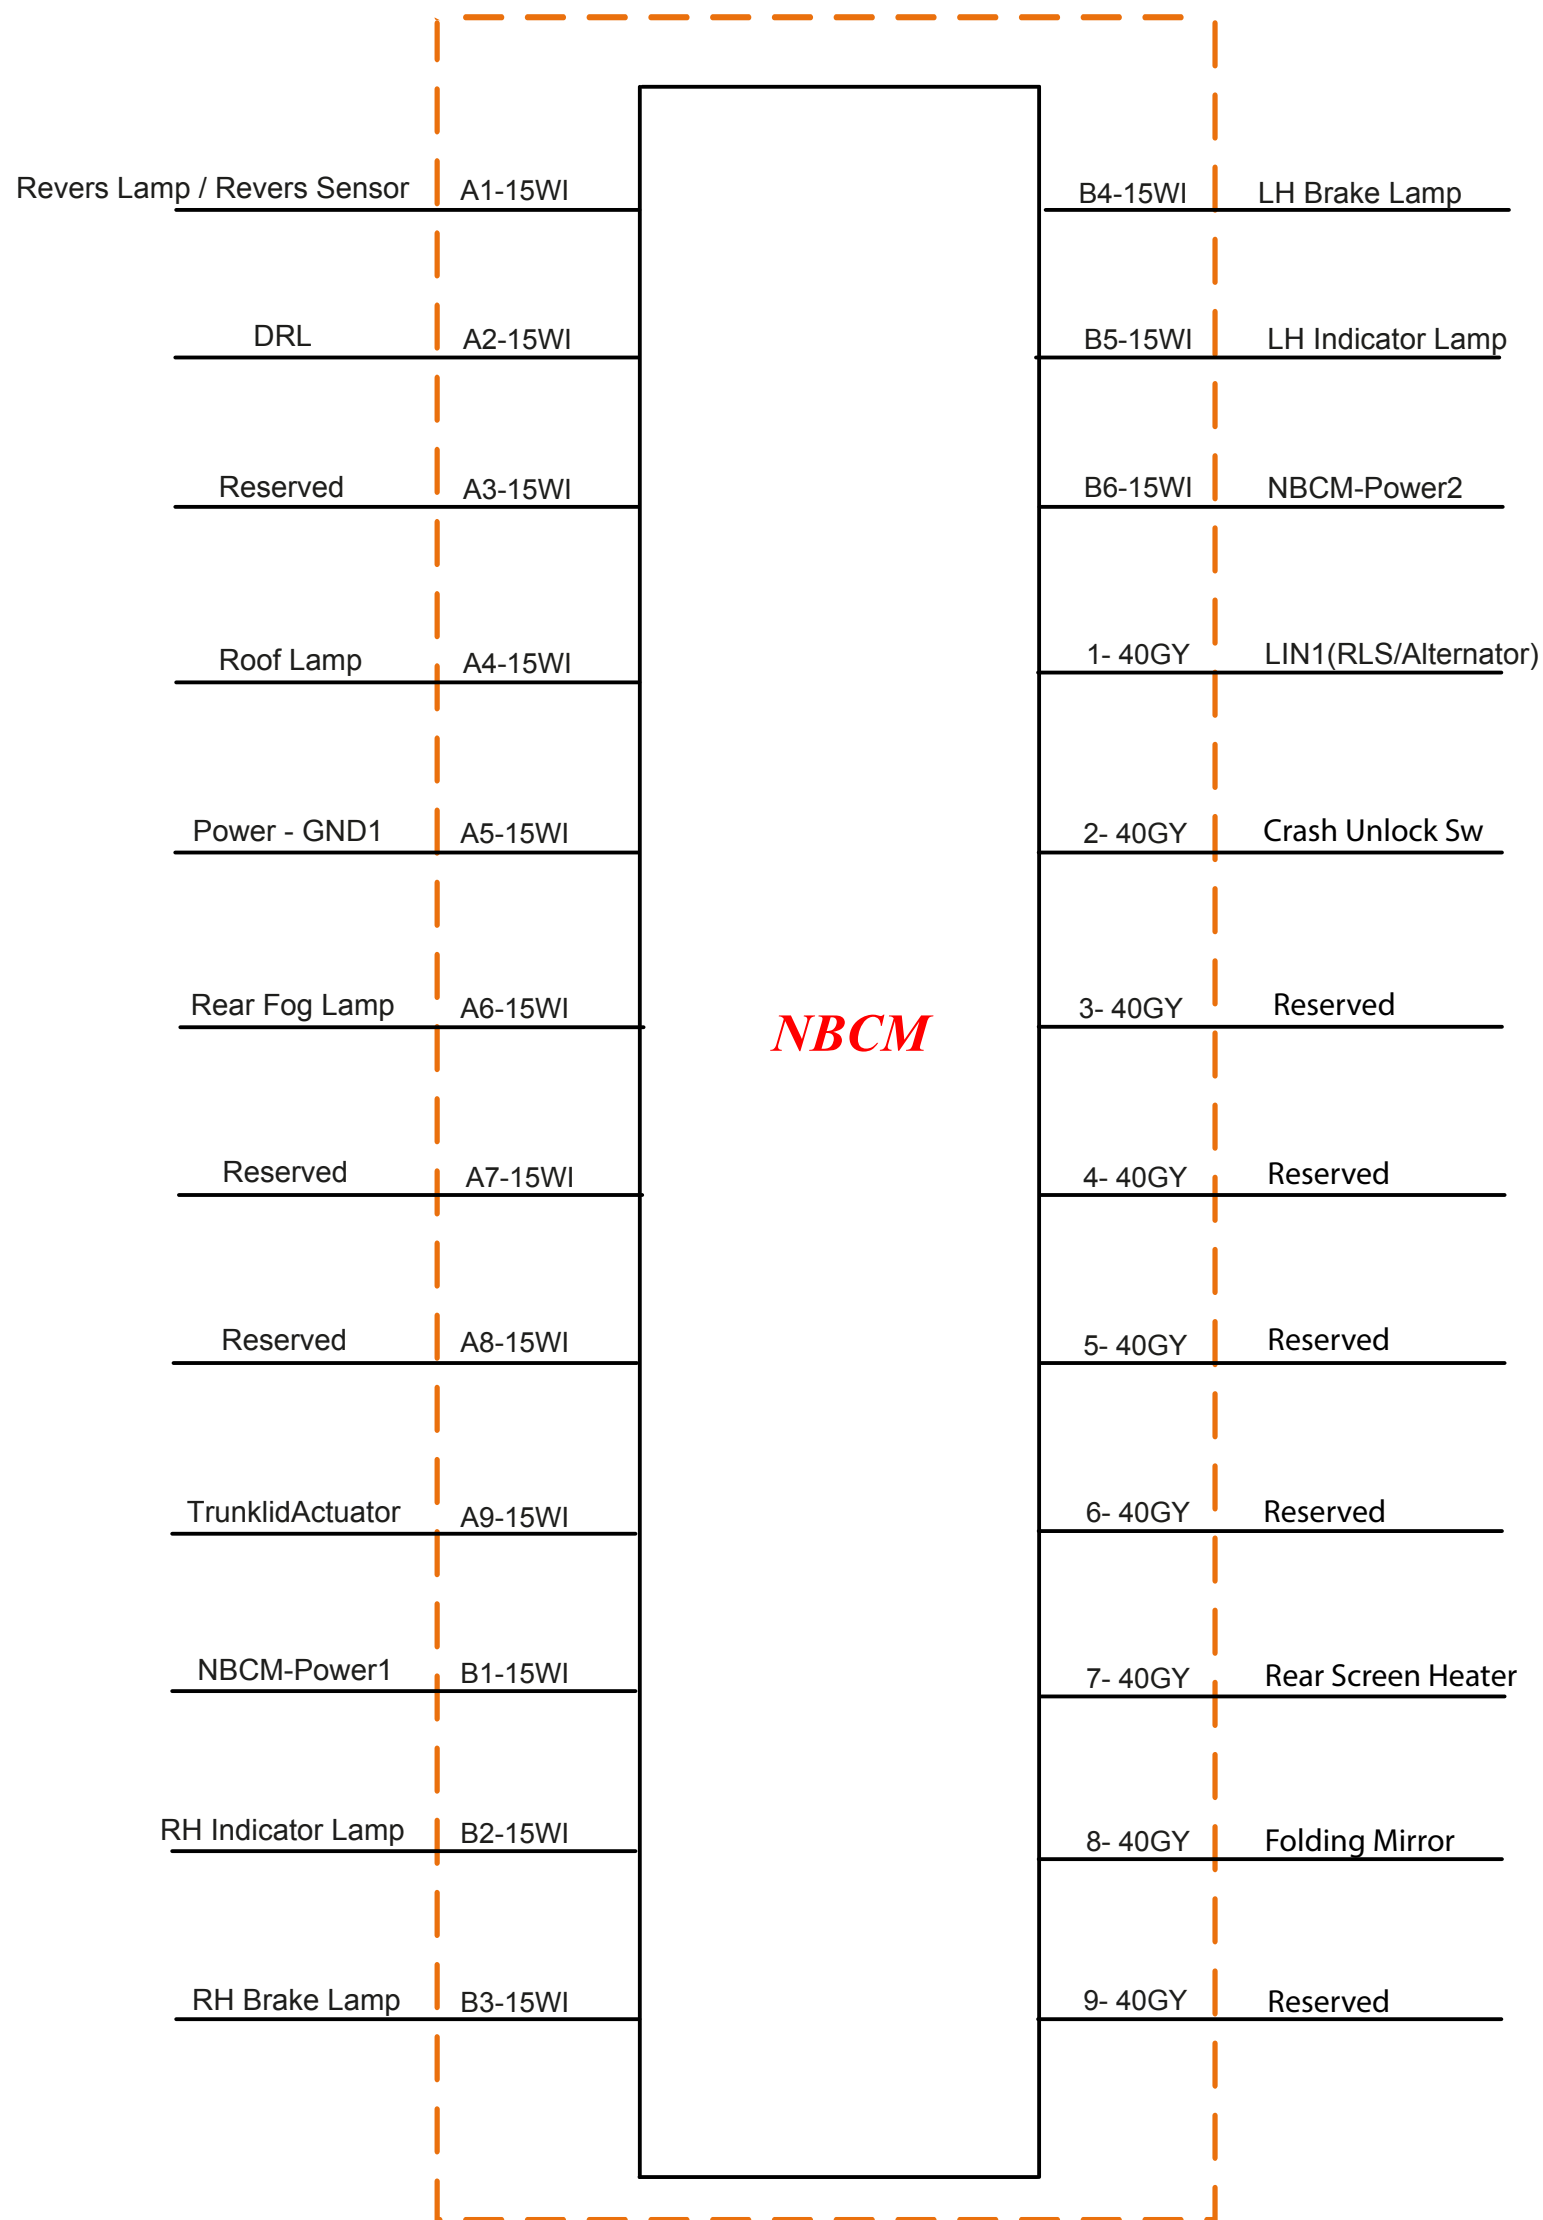 Revers Lamp / Revers Sensor A1-15WI B4-15WI LH Brake Lamp
DRL A2-15WI B5-15WI LH Indicator Lamp
Reserved A3-15WI B6-15WI NBCM-Power2
Roof Lamp A4-15WI 1- 40GY LIN1(RLS/Alternator)
Power - GND1 A5-15WI 2- 40GY Crash Unlock Sw
Rear Fog Lamp A6-15WI 3- 40GY Reserved
NBCM
Reserved A7-15WI 4- 40GY Reserved
Reserved A8-15WI 5- 40GY Reserved
TrunklidActuator A9-15WI 6- 40GY Reserved
NBCM-Power1 B1-15WI 7- 40GY Rear Screen Heater
RH Indicator Lamp B2-15WI 8- 40GY Folding Mirror
RH Brake Lamp B3-15WI 9- 40GY Reserved